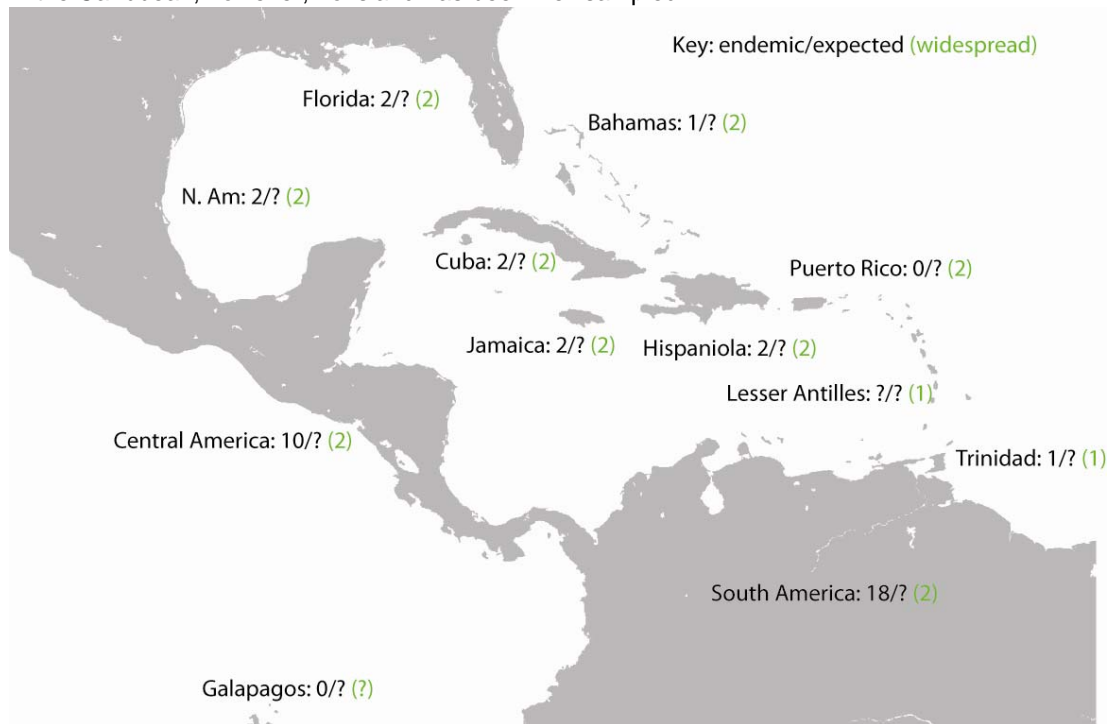 Key: endemic/expected (widespread)
Florida: 2/? (2)
Bahamas: 1/? (2)
N. Am: 2/? (2)
Cuba: 2/? (2)
Puerto Rico: 0/? (2)
Jamaica: 2/? (2)
Hispaniola: 2/? (2)
Lesser Antilles: ?/? (1)
Central America: 10/? (2)
Trinidad: 1/? (1)
South America: 18/? (2)
Galapagos: 0/? (?)